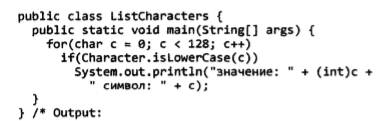 public class ListCharacters {
public static void main(String[] args) {
for(char c = 0; c < 128; c++)
if(Character.isLowerCase(c))
System.out.println("значение: " + (int)c +
" символ: " + c);
}
} /* Output: